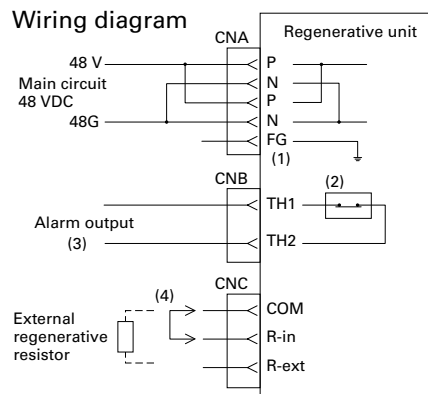 Wiring diagram
Regenerative unit
CNA
48 V
P
Main circuit
48 VDC
N
P
48G
N
FG
(1)
CNB
(2)
TH1
Alarm output
(3)
TH2
CNC
(4)
COM
External
regenerative
resistor
R-in
R-ext